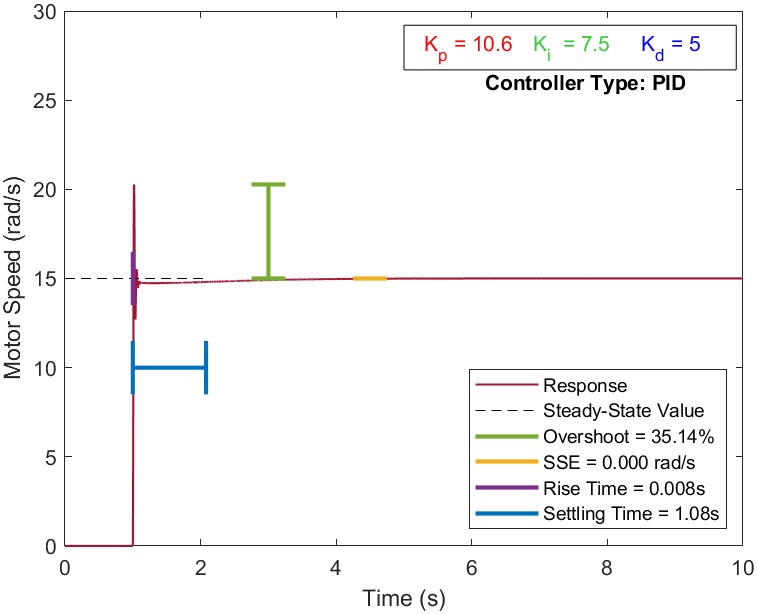 30
25
20
15
10
5
0
Motor Speed (rad/s)
Kp = 10.6 Ki = 7.5 Kd = 5
Controller Type: PID
Response
Steady-State Value
Overshoot = 35.14%
SSE = 0.000 rad/s
Rise Time = 0.008s
Settling Time = 1.08s
0 2 4 6 8 10
Time (s)